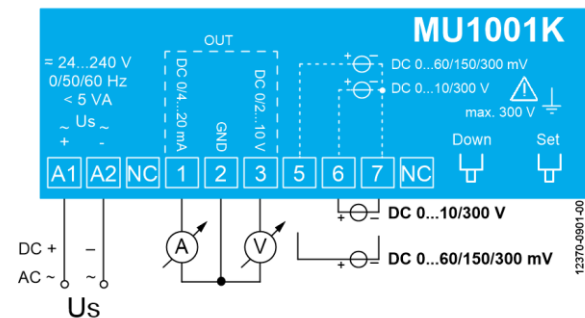 MU1001K
OUT
= 24...240 V
0/50/60 Hz
< 5 VA
~ Us ~
+ -
DC 0/4...20 mA
GND
DC 0/2...10 V
+ − DC 0...60/150/300 mV
+ − DC 0...10/300 V
max. 300 V
Down Set
A1 A2 NC 1 2 3 5 6 7 NC
A V
+ − DC 0...10/300 V
+ − DC 0...60/150/300 mV
DC + −
AC ~ ~
Us
12370-0901-00